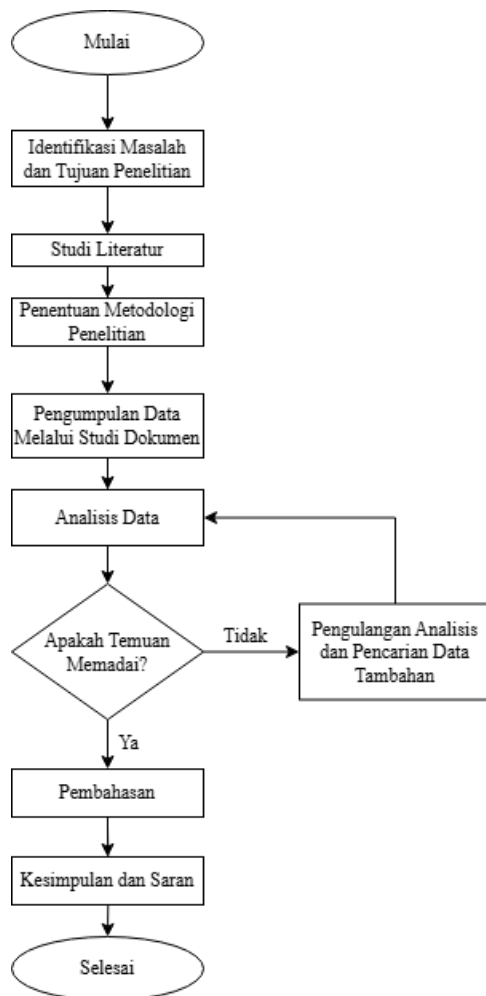 Mulai
Identifikasi Masalah
dan Tujuan Penelitian
Studi Literatur
Penentuan Metodologi
Penelitian
Pengumpulan Data
Melalui Studi Dokumen
Analisis Data
Apakah Temuan
Memadai?
Tidak
Pengulangan Analisis
dan Pencarian Data
Tambahan
Ya
Pembahasan
Kesimpulan dan Saran
Selesai